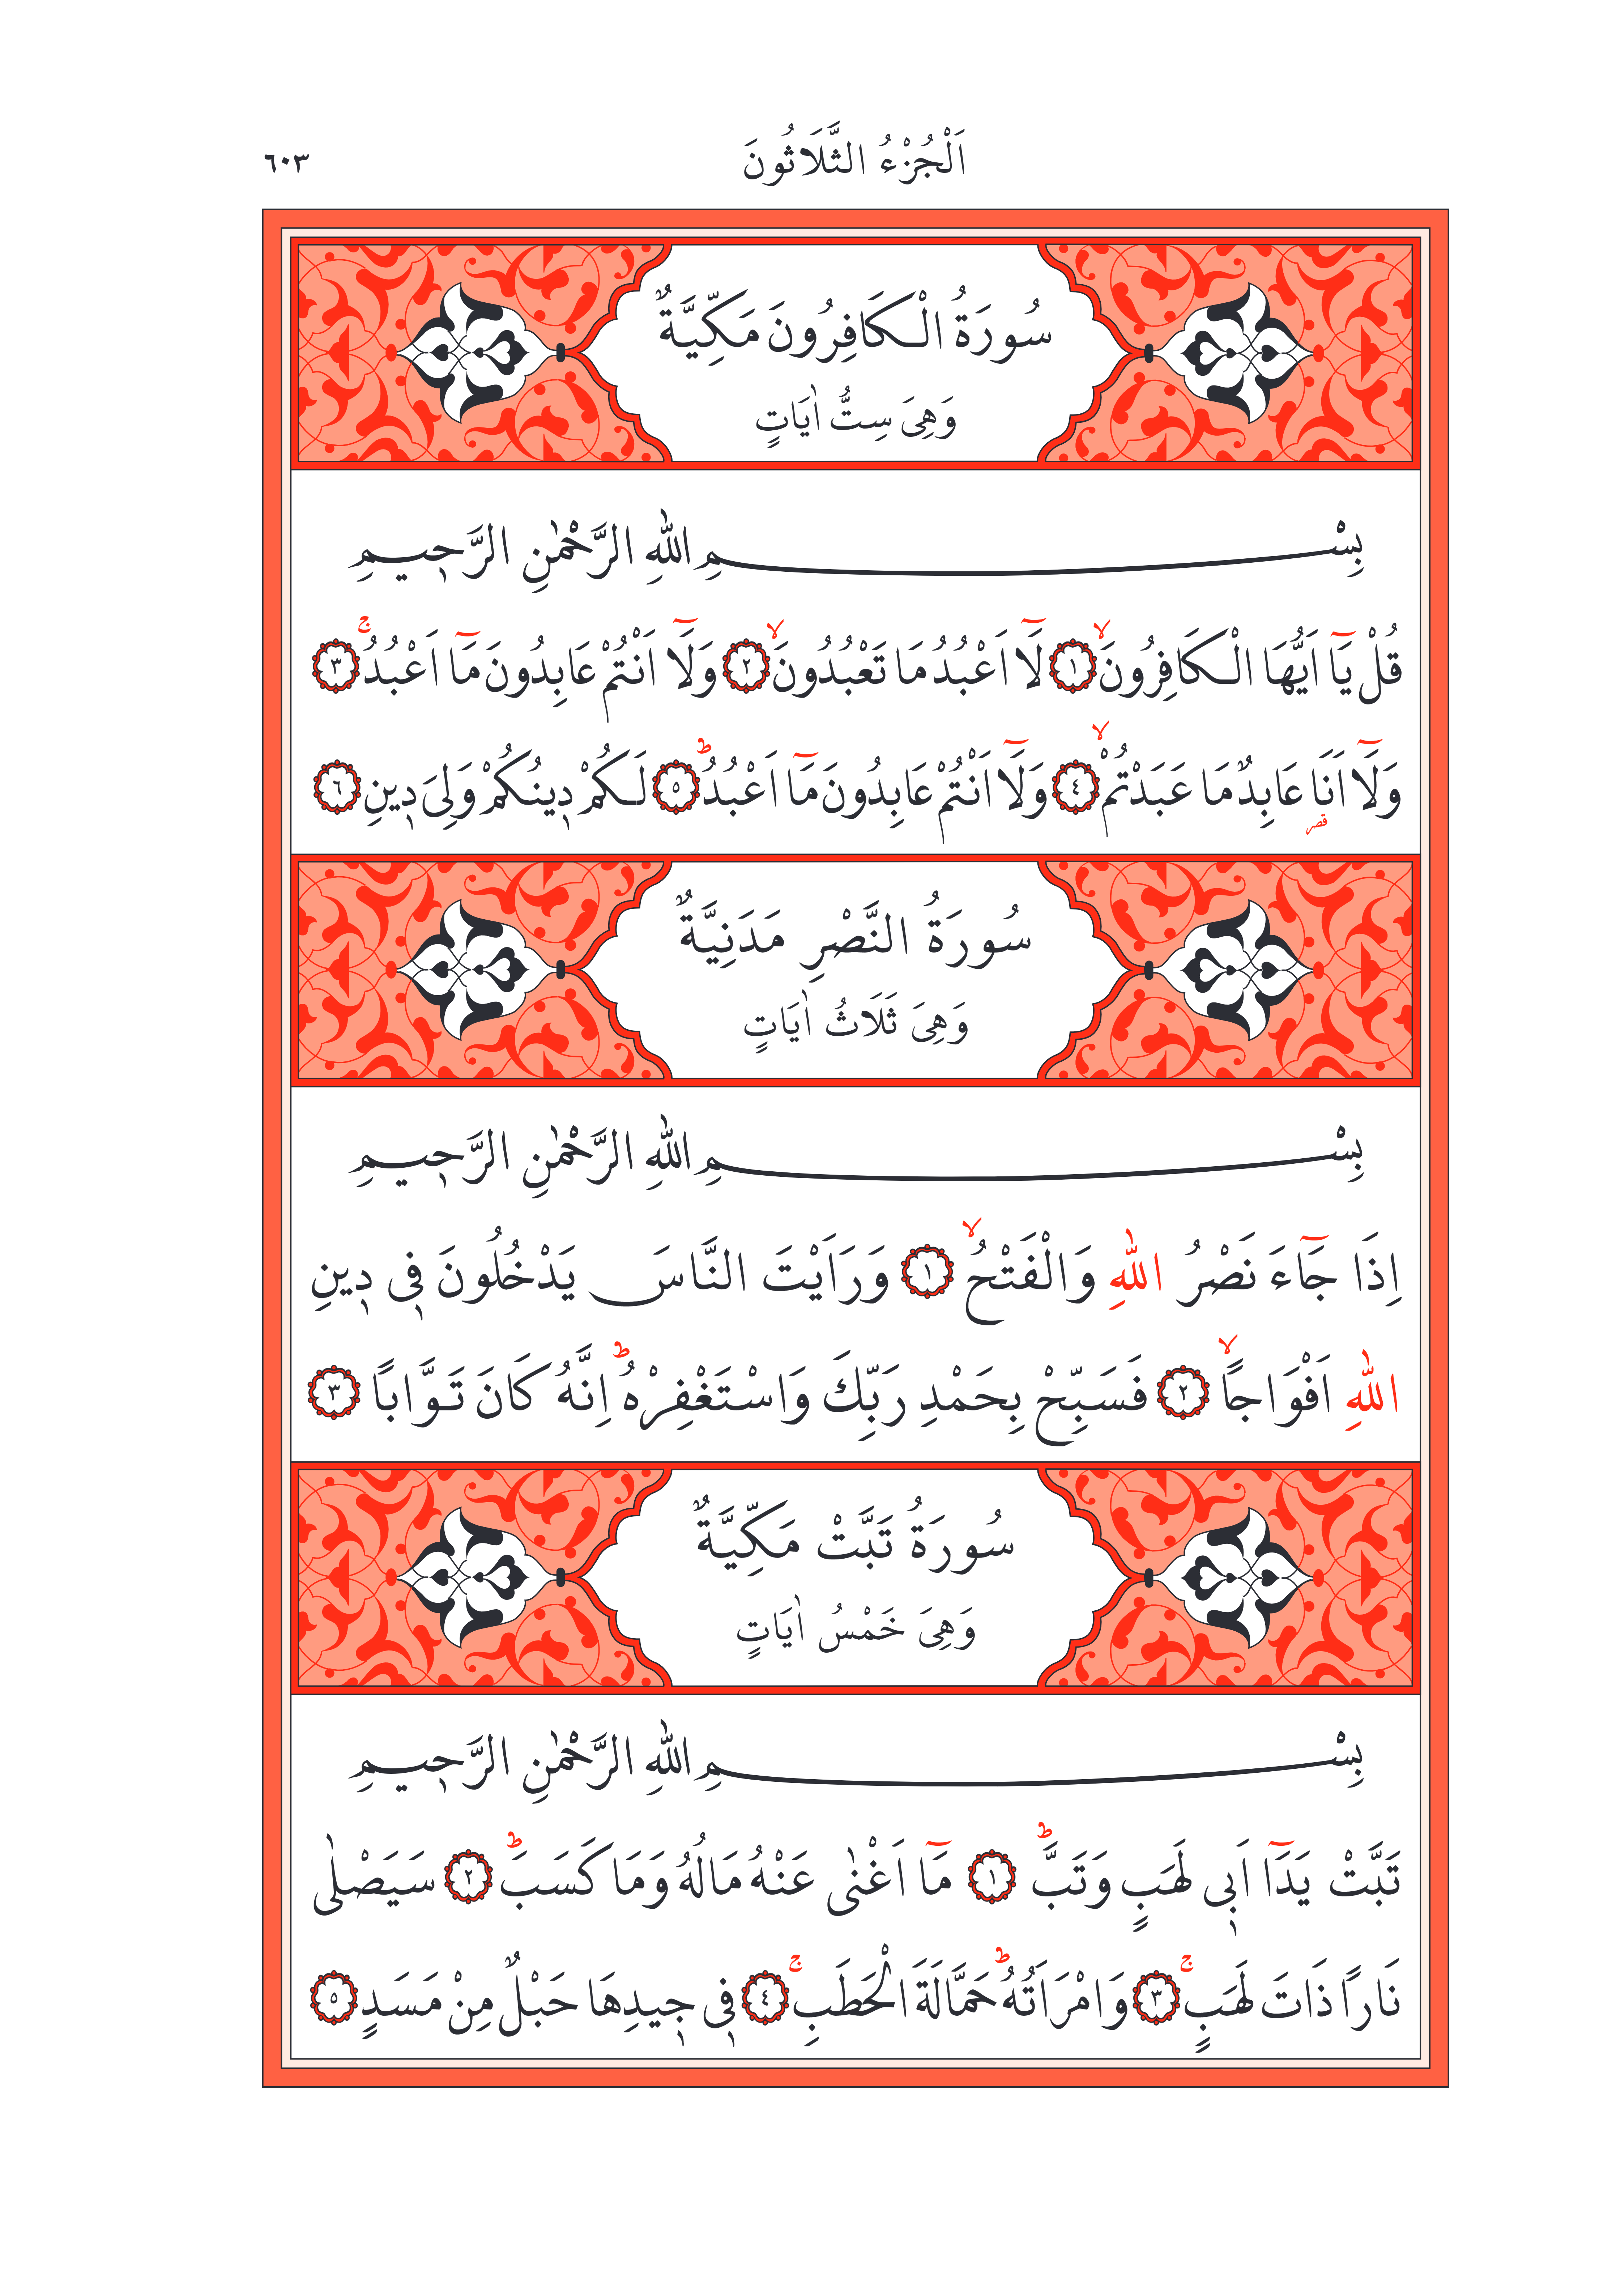 اَلْجُزْءُ الثَّلَاثُونَ ٦٠٣
سُورَةُ الْكَافِرُونَ مَكِّيَّةٌ
وَهِىَ سِتُّ اٰيَاتٍ
بِسْمِ اللّٰهِ الرَّحْمٰنِ الرَّح۪يمِ
قُلْ يَٓا اَيُّهَا الْكَافِرُونَۙ ﴿١﴾ لَٓا اَعْبُدُ مَا تَعْبُدُونَۙ ﴿٢﴾ وَلَٓا اَنْتُمْ عَابِدُونَ مَٓا اَعْبُدُۚ ﴿٣﴾
وَلَٓا اَنَا۬ عَابِدٌ مَا عَبَدْتُمْۙ ﴿٤﴾ وَلَٓا اَنْتُمْ عَابِدُونَ مَٓا اَعْبُدُۜ ﴿٥﴾ لَكُمْ د۪ينُكُمْ وَلِىَ د۪ينِ ﴿٦﴾
سُورَةُ النَّصْرِ مَدَنِيَّةٌ
وَهِىَ ثَلَاثُ اٰيَاتٍ
بِسْمِ اللّٰهِ الرَّحْمٰنِ الرَّح۪يمِ
اِذَا جَٓاءَ نَصْرُ اللّٰهِ وَالْفَتْحُۙ ﴿١﴾ وَرَاَيْتَ النَّاسَ يَدْخُلُونَ ف۪ى د۪ينِ
اللّٰهِ اَفْوَاجاًۙ ﴿٢﴾ فَسَبِّحْ بِحَمْدِ رَبِّكَ وَاسْتَغْفِرْهُۜ اِنَّهُ كَانَ تَوَّاباً ﴿٣﴾
سُورَةُ تَبَّتْ مَكِّيَّةٌ
وَهِىَ خَمْسُ اٰيَاتٍ
بِسْمِ اللّٰهِ الرَّحْمٰنِ الرَّح۪يمِ
تَبَّتْ يَدَٓا اَب۪ى لَهَبٍ وَتَبَّۜ ﴿١﴾ مَٓا اَغْنٰى عَنْهُ مَالُهُ وَمَا كَسَبَۜ ﴿٢﴾ سَيَصْلٰى
نَاراً ذَاتَ لَهَبٍۚ ﴿٣﴾ وَامْرَاَتُهُۜ حَمَّالَةَ الْحَطَبِۚ ﴿٤﴾ ف۪ى ج۪يدِهَا حَبْلٌ مِنْ مَسَدٍ ﴿٥﴾